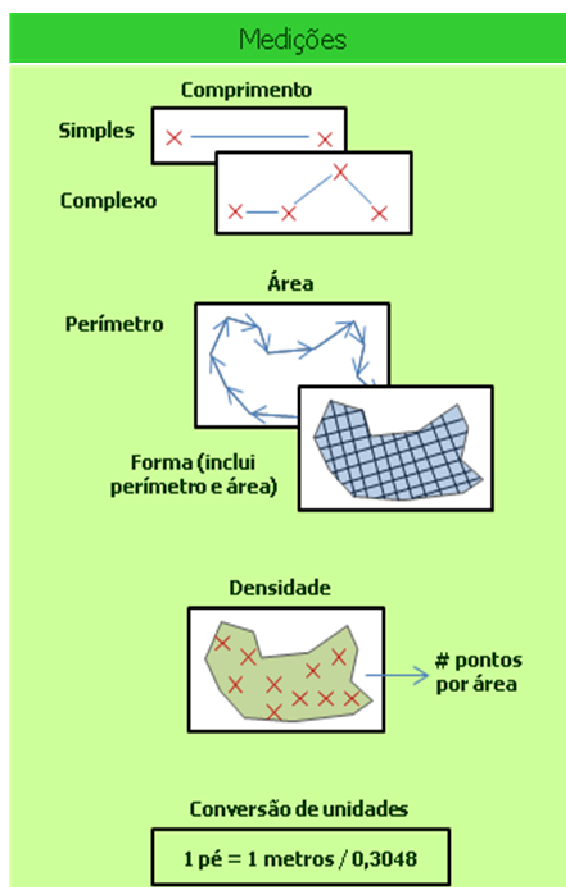 Medições
Comprimento
Simples
Complexo
Área
Perímetro
Forma (inclui
perímetro e área)
Densidade
# pontos
por área
Conversão de unidades
1 pé = 1 metros / 0,3048